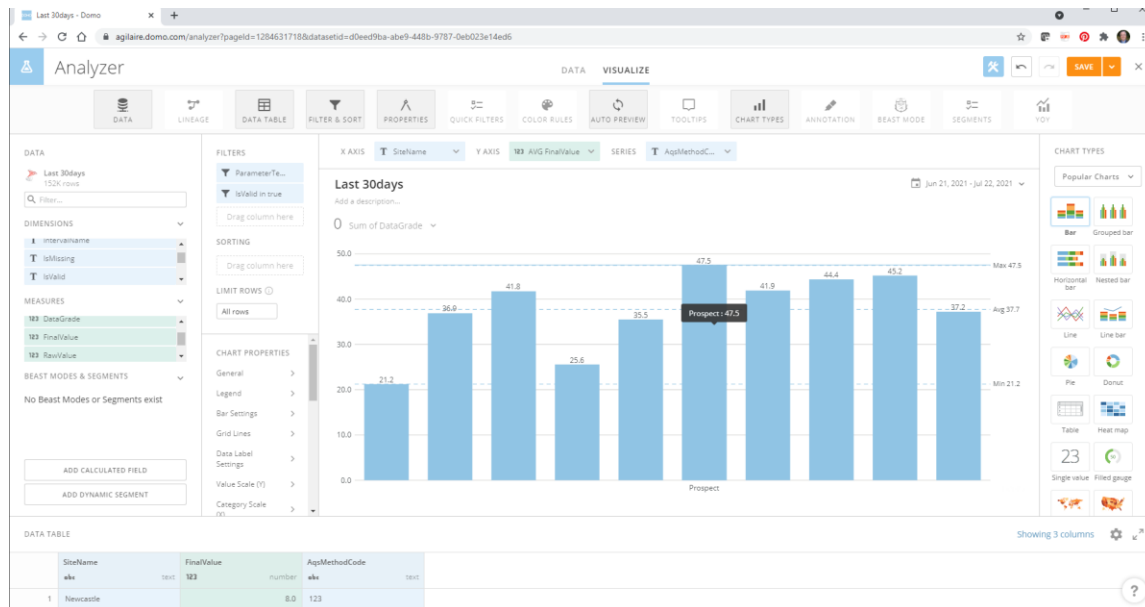 Last 30days - Domo
agilaire.domo.com/analyzer?pageId=1284631718&datasetid=d0eed9ba-abe9-448b-9787-0eb023e14ed6
Analyzer
DATA VISUALIZE
SAVE
DATA LINEAGE DATA TABLE FILTER & SORT PROPERTIES QUICK FILTERS COLOR RULES AUTO PREVIEW TOOLTIPS CHART TYPES ANNOTATION BEAST MODE SEGMENTS YOY
DATA
Last 30days
152K rows
Filter...
DIMENSIONS
T IntervalName
T IsMissing
T IsValid
MEASURES
123 DataGrade
123 FinalValue
123 RawValue
BEAST MODES & SEGMENTS
No Beast Modes or Segments exist
ADD CALCULATED FIELD
ADD DYNAMIC SEGMENT
FILTERS
ParameterTe...
IsValid in true
Drag column here
SORTING
Drag column here
LIMIT ROWS
All rows
CHART PROPERTIES
General
Legend
Bar Settings
Grid Lines
Data Label
Settings
Value Scale (Y)
Category Scale
(X)
X AXIS T SiteName Y AXIS 123 AVG FinalValue SERIES T AqsMethodC...
Last 30days
Add a description...
Jun 21, 2021 - Jul 22, 2021
0 Sum of DataGrade
50.0
40.0
30.0
20.0
10.0
0.0
21.2
36.9
41.8
25.6
35.5
47.5
41.9
44.4
45.2
37.2
Prospect : 47.5
Max 47.5
Avg 37.7
Min 21.2
Prospect
CHART TYPES
Popular Charts
Bar Grouped bar
Horizontal bar Nested bar
Line Line bar
Pie Donut
Table Heat map
23
Single value Filled gauge
DATA TABLE
Showing 3 columns
SiteName FinalValue AqsMethodCode
abc text 123 number abc text
1 Newcastle 8.0 123
?